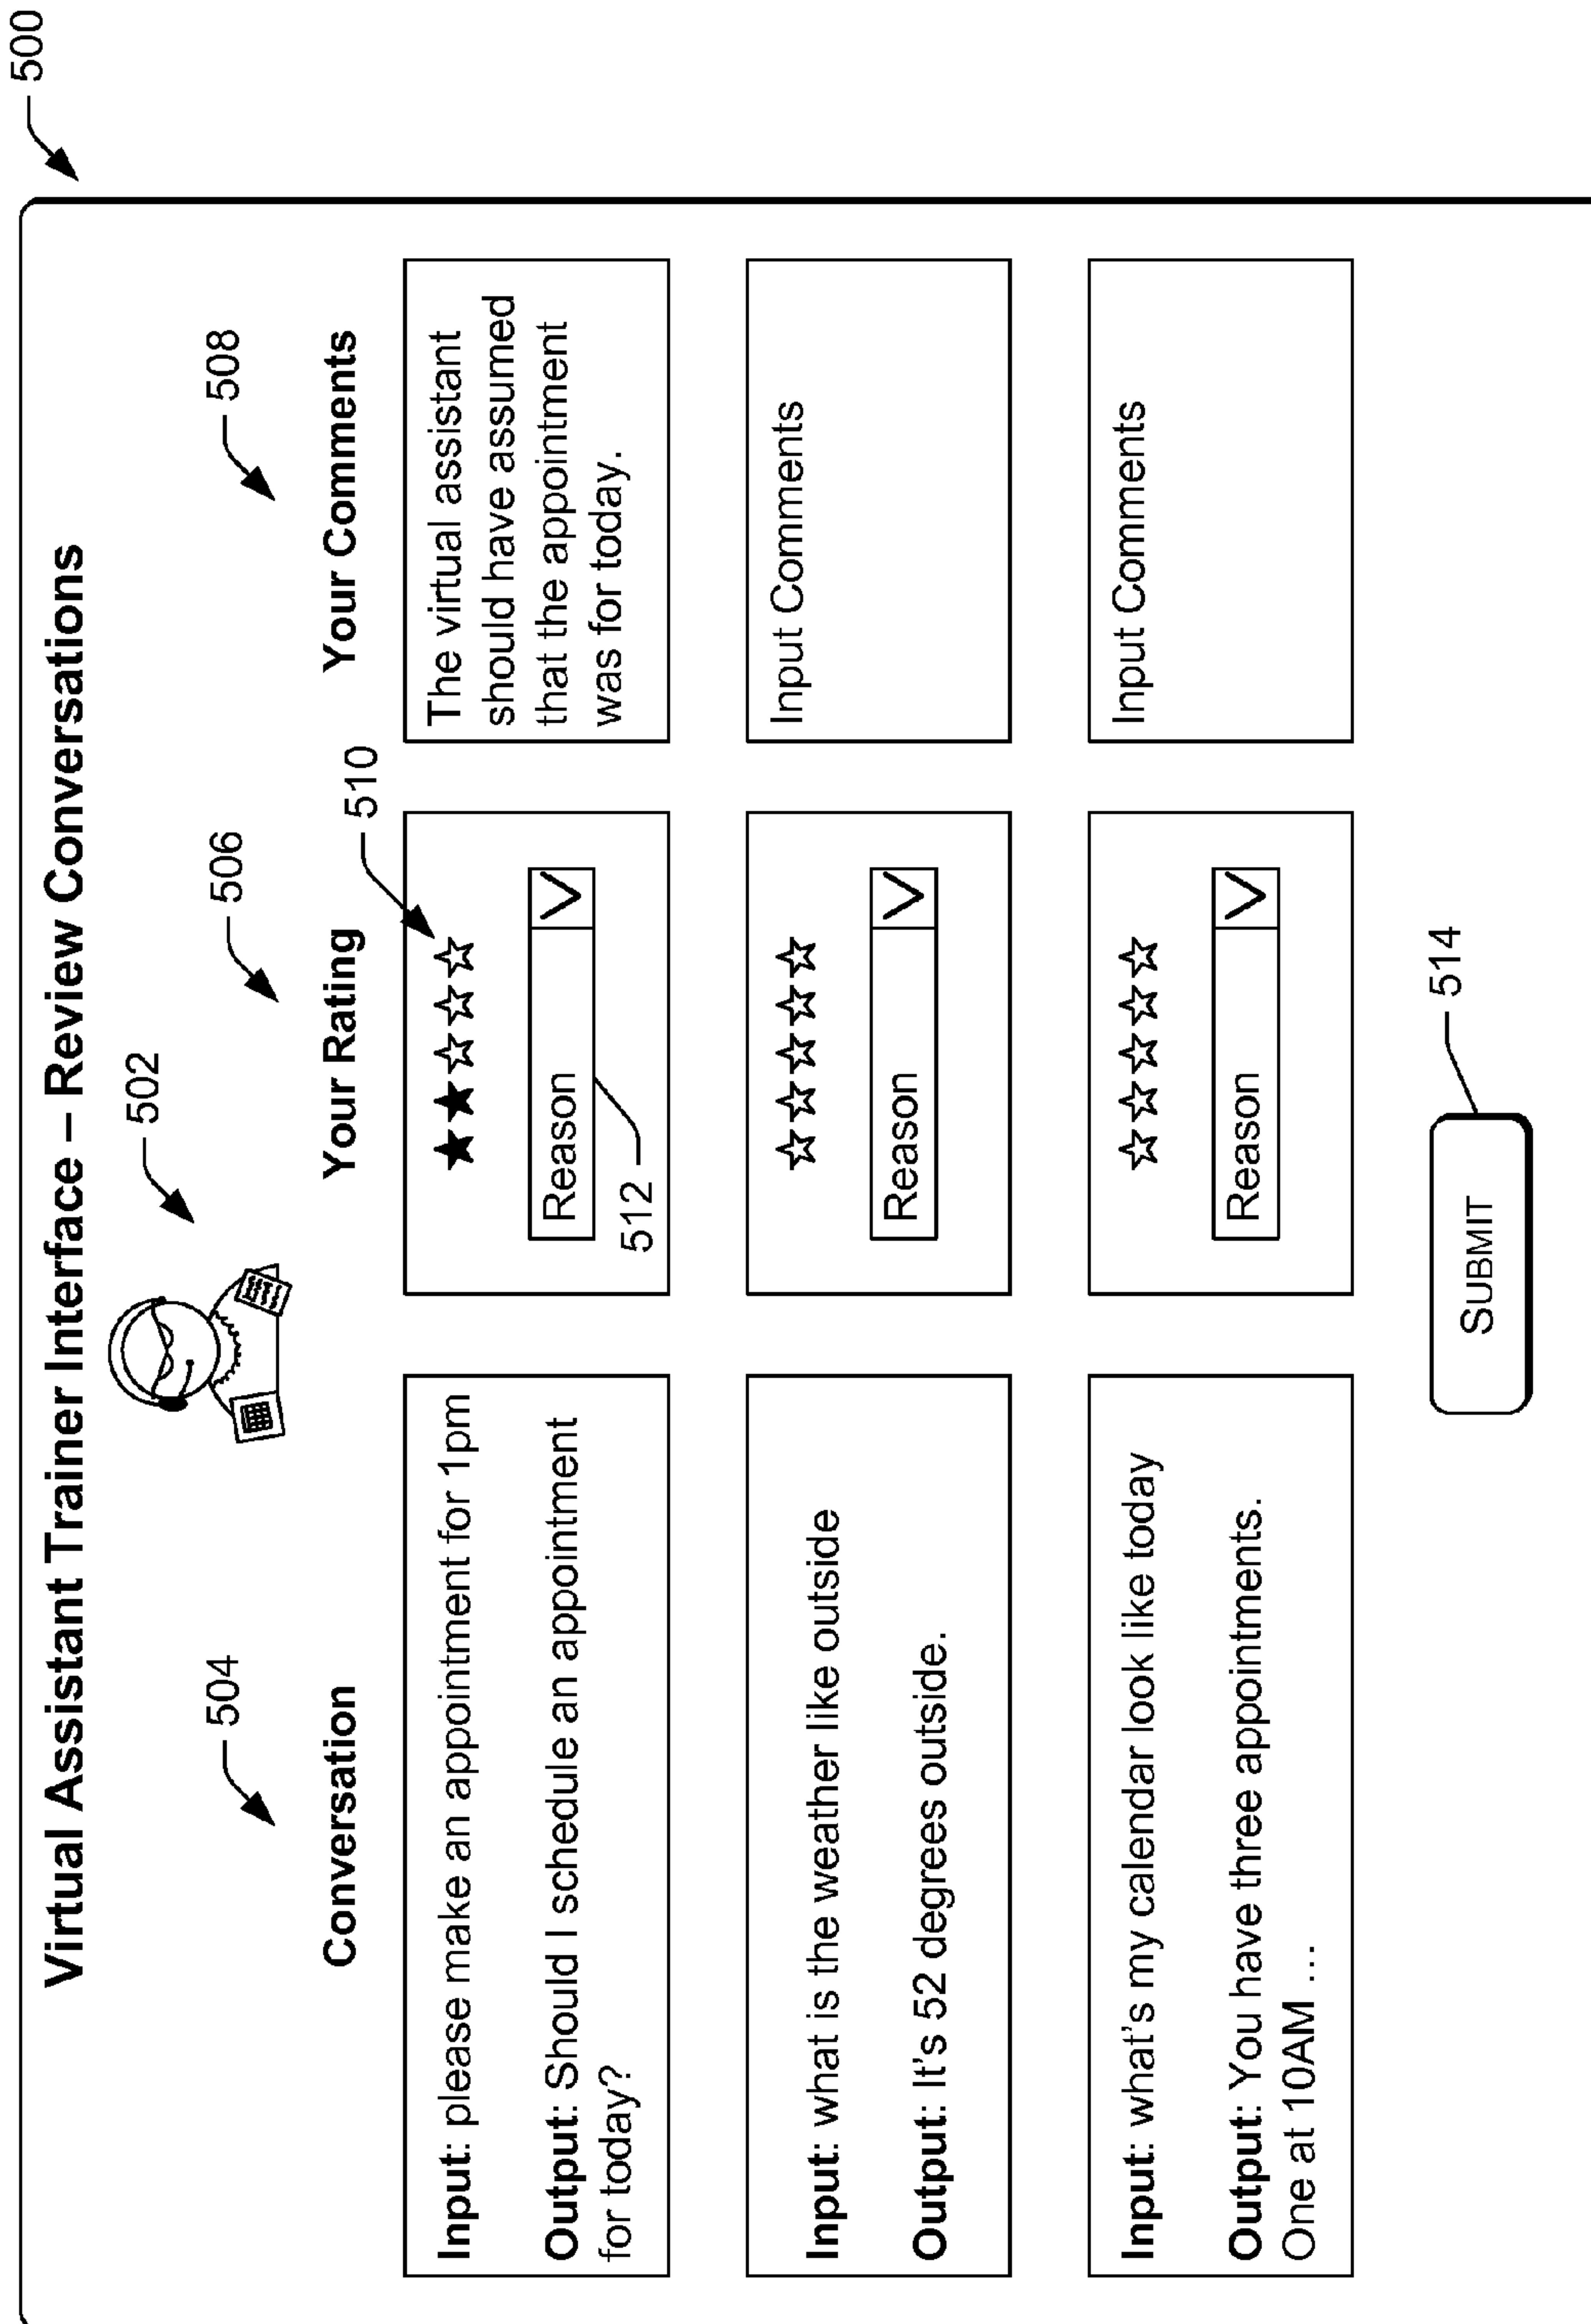 500
Virtual Assistant Trainer Interface – Review Conversations
502
504
506
508
Conversation
Your Rating
Your Comments
510
Input: please make an appointment for 1pm
Output: Should I schedule an appointment
for today?
Reason
512
The virtual assistant
should have assumed
that the appointment
was for today.
Input: what is the weather like outside
Output: It's 52 degrees outside.
Reason
Input Comments
Input: what's my calendar look like today
Output: You have three appointments.
One at 10AM ...
Reason
Input Comments
SUBMIT
514